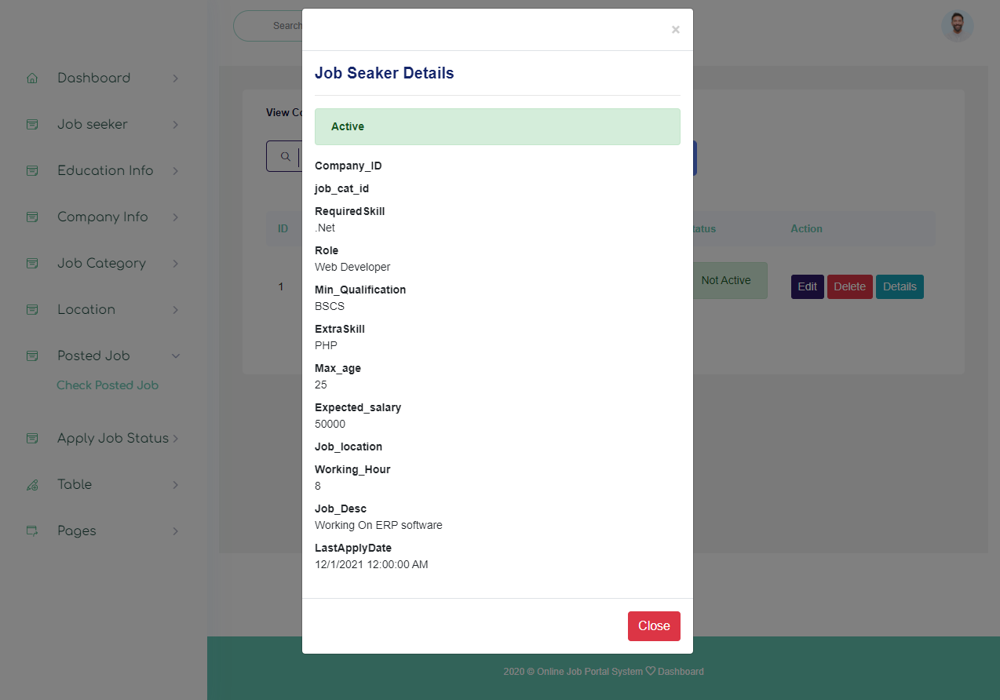 Search
×
Dashboard
Job seeker
Education Info
Company Info
Job Category
Location
Posted Job
Check Posted Job
Apply Job Status
Table
Pages
View Co
ID
tatus
Action
1
Not Active
Edit
Delete
Details
Job Seaker Details
Active
Company_ID
job_cat_id
RequiredSkill
.Net
Role
Web Developer
Min_Qualification
BSCS
ExtraSkill
PHP
Max_age
25
Expected_salary
50000
Job_location
Working_Hour
8
Job_Desc
Working On ERP software
LastApplyDate
12/1/2021 12:00:00 AM
Close
2020 © Online Job Portal System ♡ Dashboard